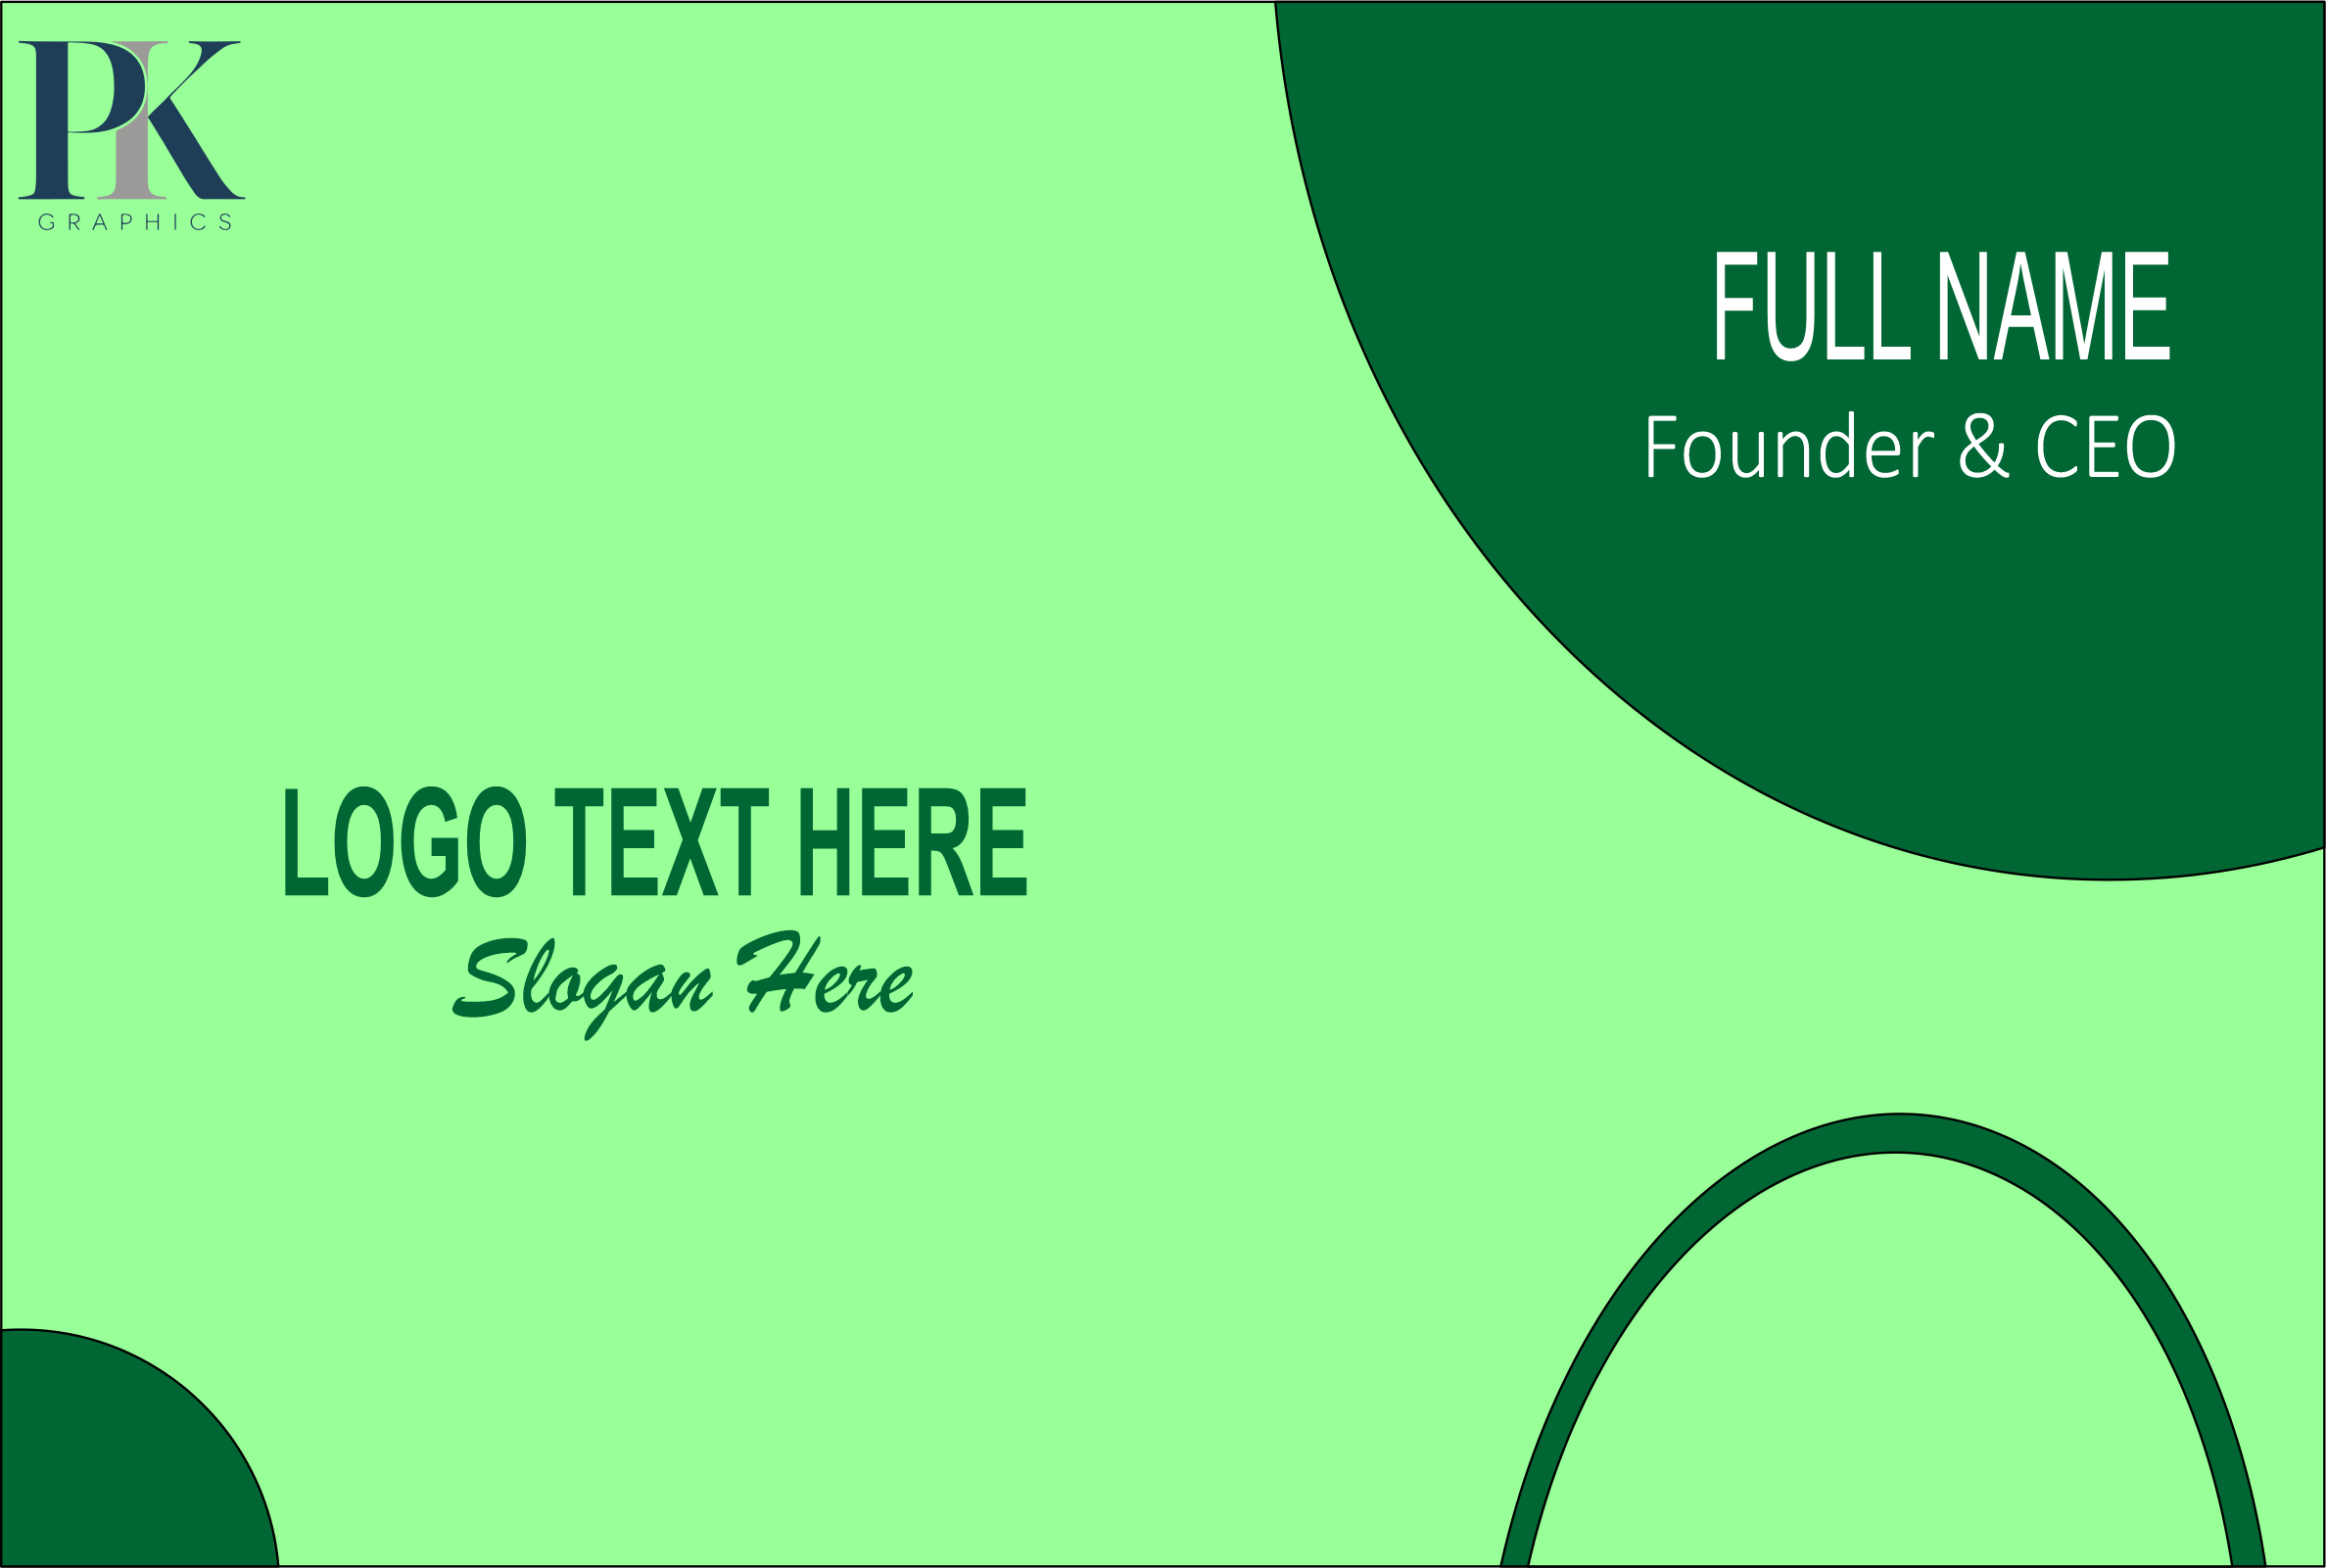 PK
GRAPHICS
FULL NAME
Founder & CEO
LOGO TEXT HERE
Slogan Here